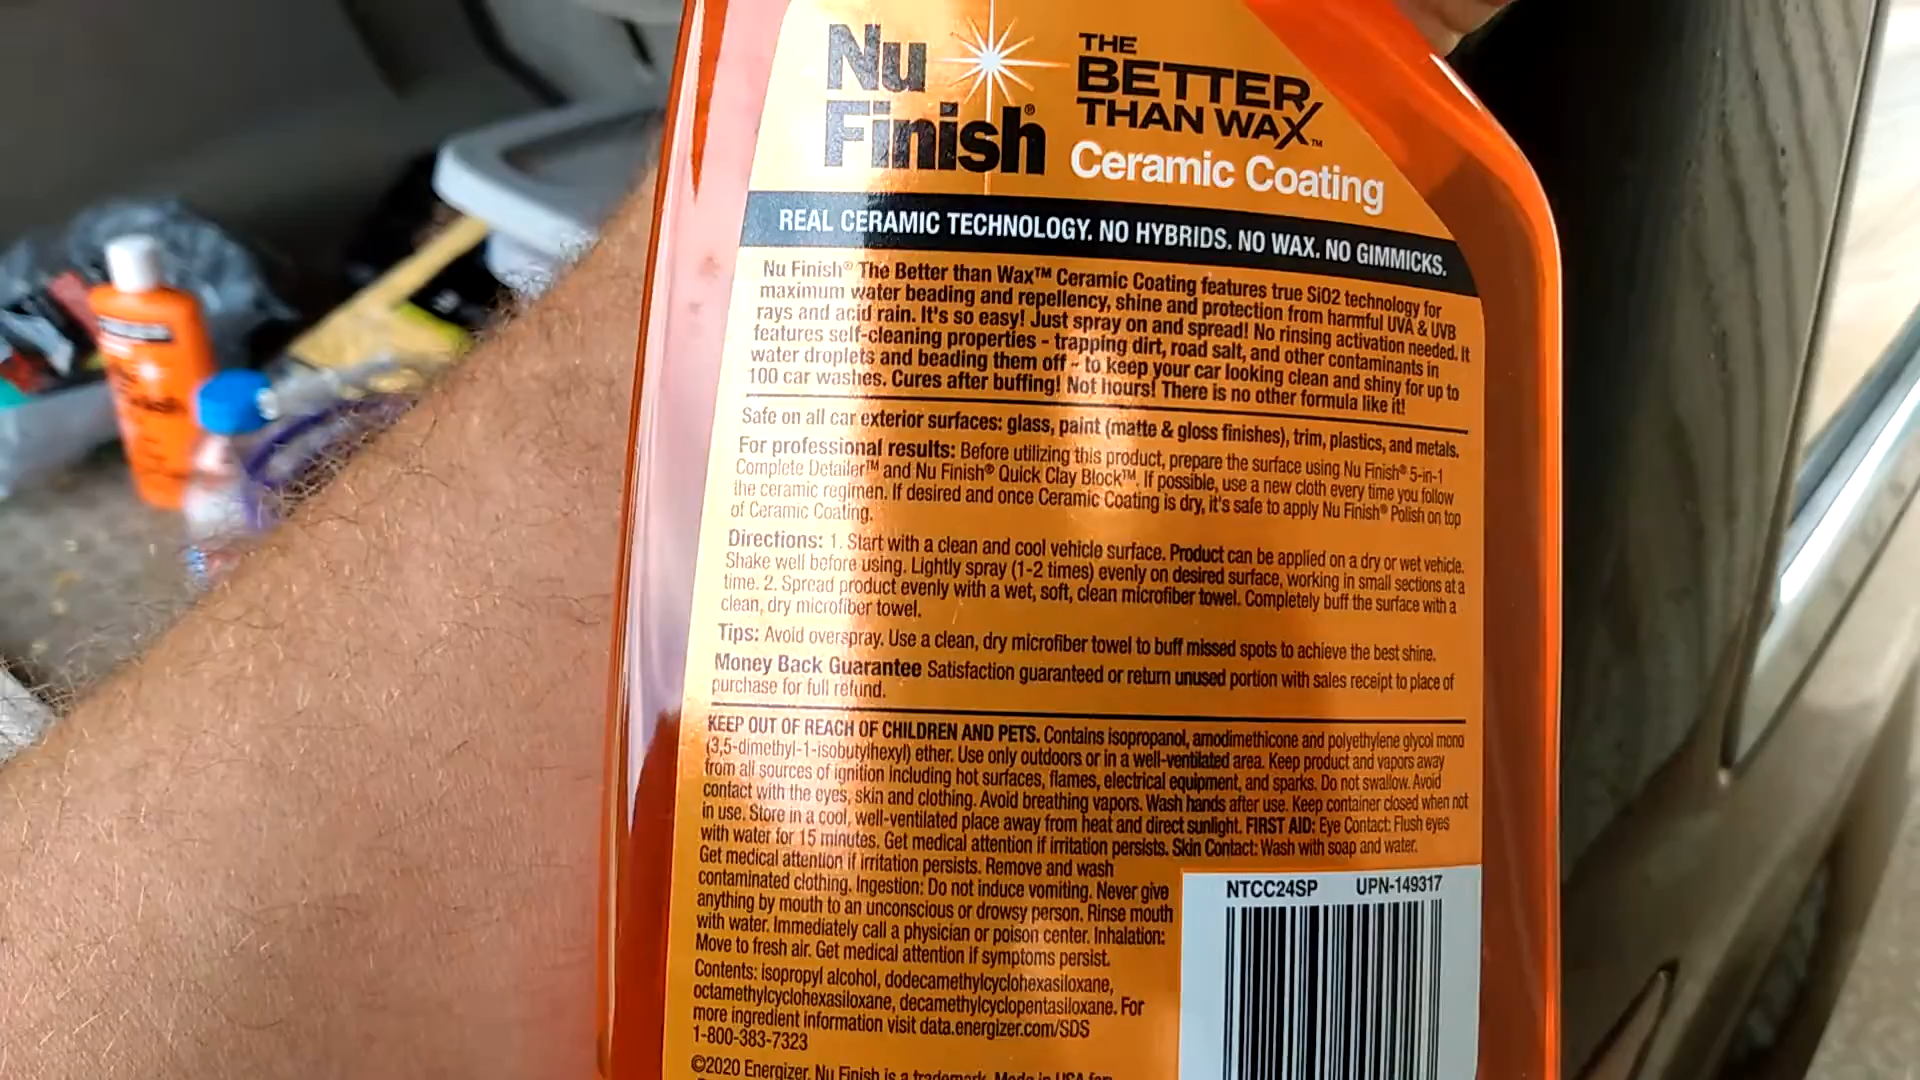 Nu
Finish®
THE
BETTER
THAN WAX™
Ceramic Coating
REAL CERAMIC TECHNOLOGY. NO HYBRIDS. NO WAX. NO GIMMICKS.
Nu Finish® The Better than Wax™ Ceramic Coating features true SiO2 technology for
maximum water beading and repellency, shine and protection from harmful UVA & UVB
rays and acid rain. It's so easy! Just spray on and spread! No rinsing activation needed. It
features self-cleaning properties - trapping dirt, road salt, and other contaminants in
water droplets and beading them off - to keep your car looking clean and shiny for up to
100 car washes. Cures after buffing! Not hours! There is no other formula like it!
Safe on all car exterior surfaces: glass, paint (matte & gloss finishes), trim, plastics, and metals.
For professional results: Before utilizing this product, prepare the surface using Nu Finish® 5-in-1
Complete Detailer™ and Nu Finish® Quick Clay Block™. If possible, use a new cloth every time you follow
the ceramic regimen. If desired and once Ceramic Coating is dry, it's safe to apply Nu Finish® Polish on top
of Ceramic Coating.
Directions: 1. Start with a clean and cool vehicle surface. Product can be applied on a dry or wet vehicle.
Shake well before using. Lightly spray (1-2 times) evenly on desired surface, working in small sections at a
time. 2. Spread product evenly with a wet, soft, clean microfiber towel. Completely buff the surface with a
clean, dry microfiber towel.
Tips: Avoid overspray. Use a clean, dry microfiber towel to buff missed spots to achieve the best shine.
Money Back Guarantee Satisfaction guaranteed or return unused portion with sales receipt to place of
purchase for full refund.
KEEP OUT OF REACH OF CHILDREN AND PETS. Contains isopropanol, amodimethicone and polyethylene glycol mono
(3,5-dimethyl-1-isobutylhexyl) ether. Use only outdoors or in a well-ventilated area. Keep product and vapors away
from all sources of ignition including hot surfaces, flames, electrical equipment, and sparks. Do not swallow. Avoid
contact with the eyes, skin and clothing. Avoid breathing vapors. Wash hands after use. Keep container closed when not
in use. Store in a cool, well-ventilated place away from heat and direct sunlight. FIRST AID: Eye Contact: Flush eyes
with water for 15 minutes. Get medical attention if irritation persists. Skin Contact: Wash with soap and water.
Get medical attention if irritation persists. Remove and wash
contaminated clothing. Ingestion: Do not induce vomiting. Never give
anything by mouth to an unconscious or drowsy person. Rinse mouth
with water. Immediately call a physician or poison center. Inhalation:
Move to fresh air. Get medical attention if symptoms persist.
Contents: isopropyl alcohol, dodecamethylcyclohexasiloxane,
octamethylcyclohexasiloxane, decamethylcyclopentasiloxane. For
more ingredient information visit data.energizer.com/SDS
1-800-383-7323
©2020 Energizer. Nu Finish is a trademark. Made in USA for:
NTCC24SP UPN-149317